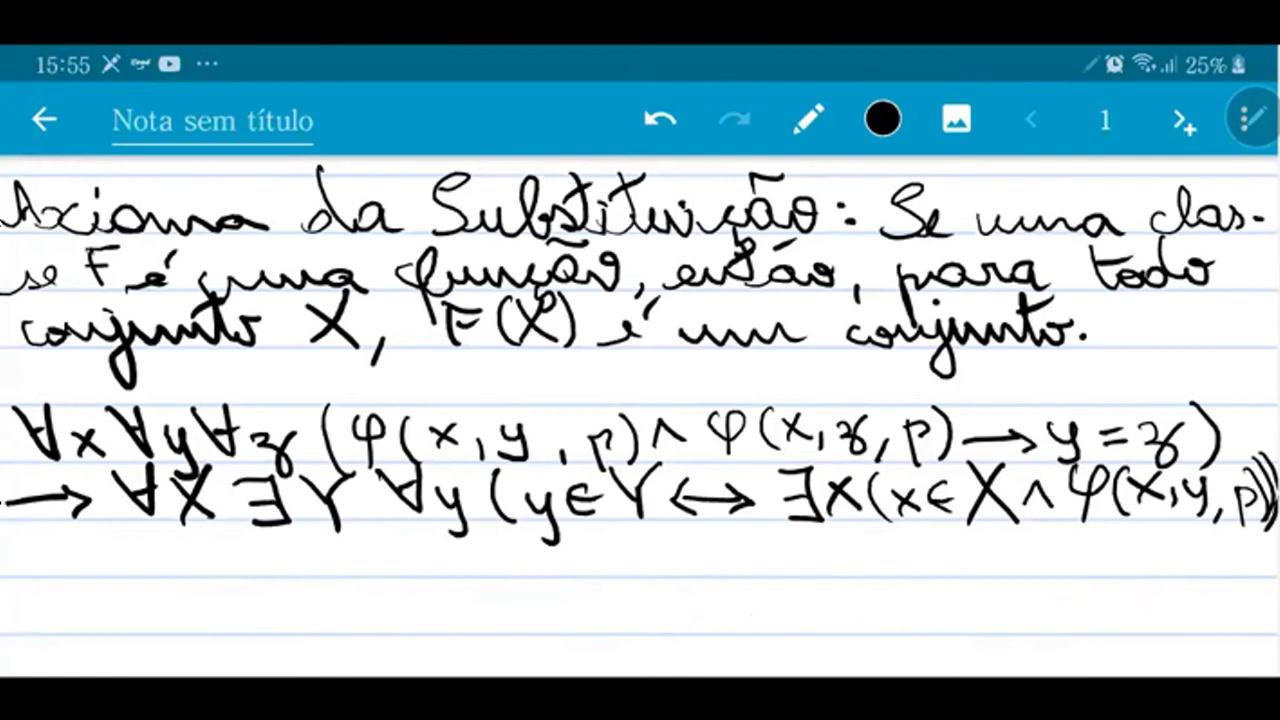 15:55 25%
Nota sem título 1
Axioma da Substituição: Se uma clas-
se F é uma função, então, para todo
conjunto X, F(X) é um conjunto.
∀x∀y∀z(φ(x,y,p)∧φ(x,z,p)→y=z)
→∀X∃Y∀y(y∈Y↔∃x(x∈X∧φ(x,y,p)))